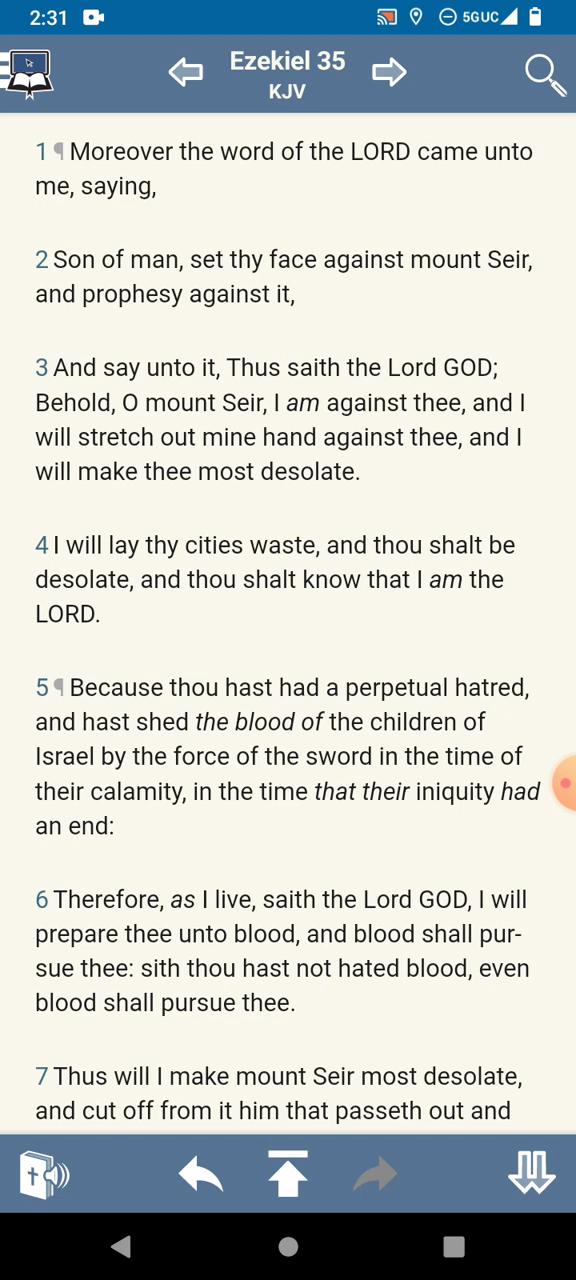 2:31
5GUC
Ezekiel 35
KJV
1 ¶ Moreover the word of the LORD came unto
me, saying,
2 Son of man, set thy face against mount Seir,
and prophesy against it,
3 And say unto it, Thus saith the Lord GOD;
Behold, O mount Seir, I am against thee, and I
will stretch out mine hand against thee, and I
will make thee most desolate.
4 I will lay thy cities waste, and thou shalt be
desolate, and thou shalt know that I am the
LORD.
5 ¶ Because thou hast had a perpetual hatred,
and hast shed the blood of the children of
Israel by the force of the sword in the time of
their calamity, in the time that their iniquity had
an end:
6 Therefore, as I live, saith the Lord GOD, I will
prepare thee unto blood, and blood shall pur-
sue thee: sith thou hast not hated blood, even
blood shall pursue thee.
7 Thus will I make mount Seir most desolate,
and cut off from it him that passeth out and